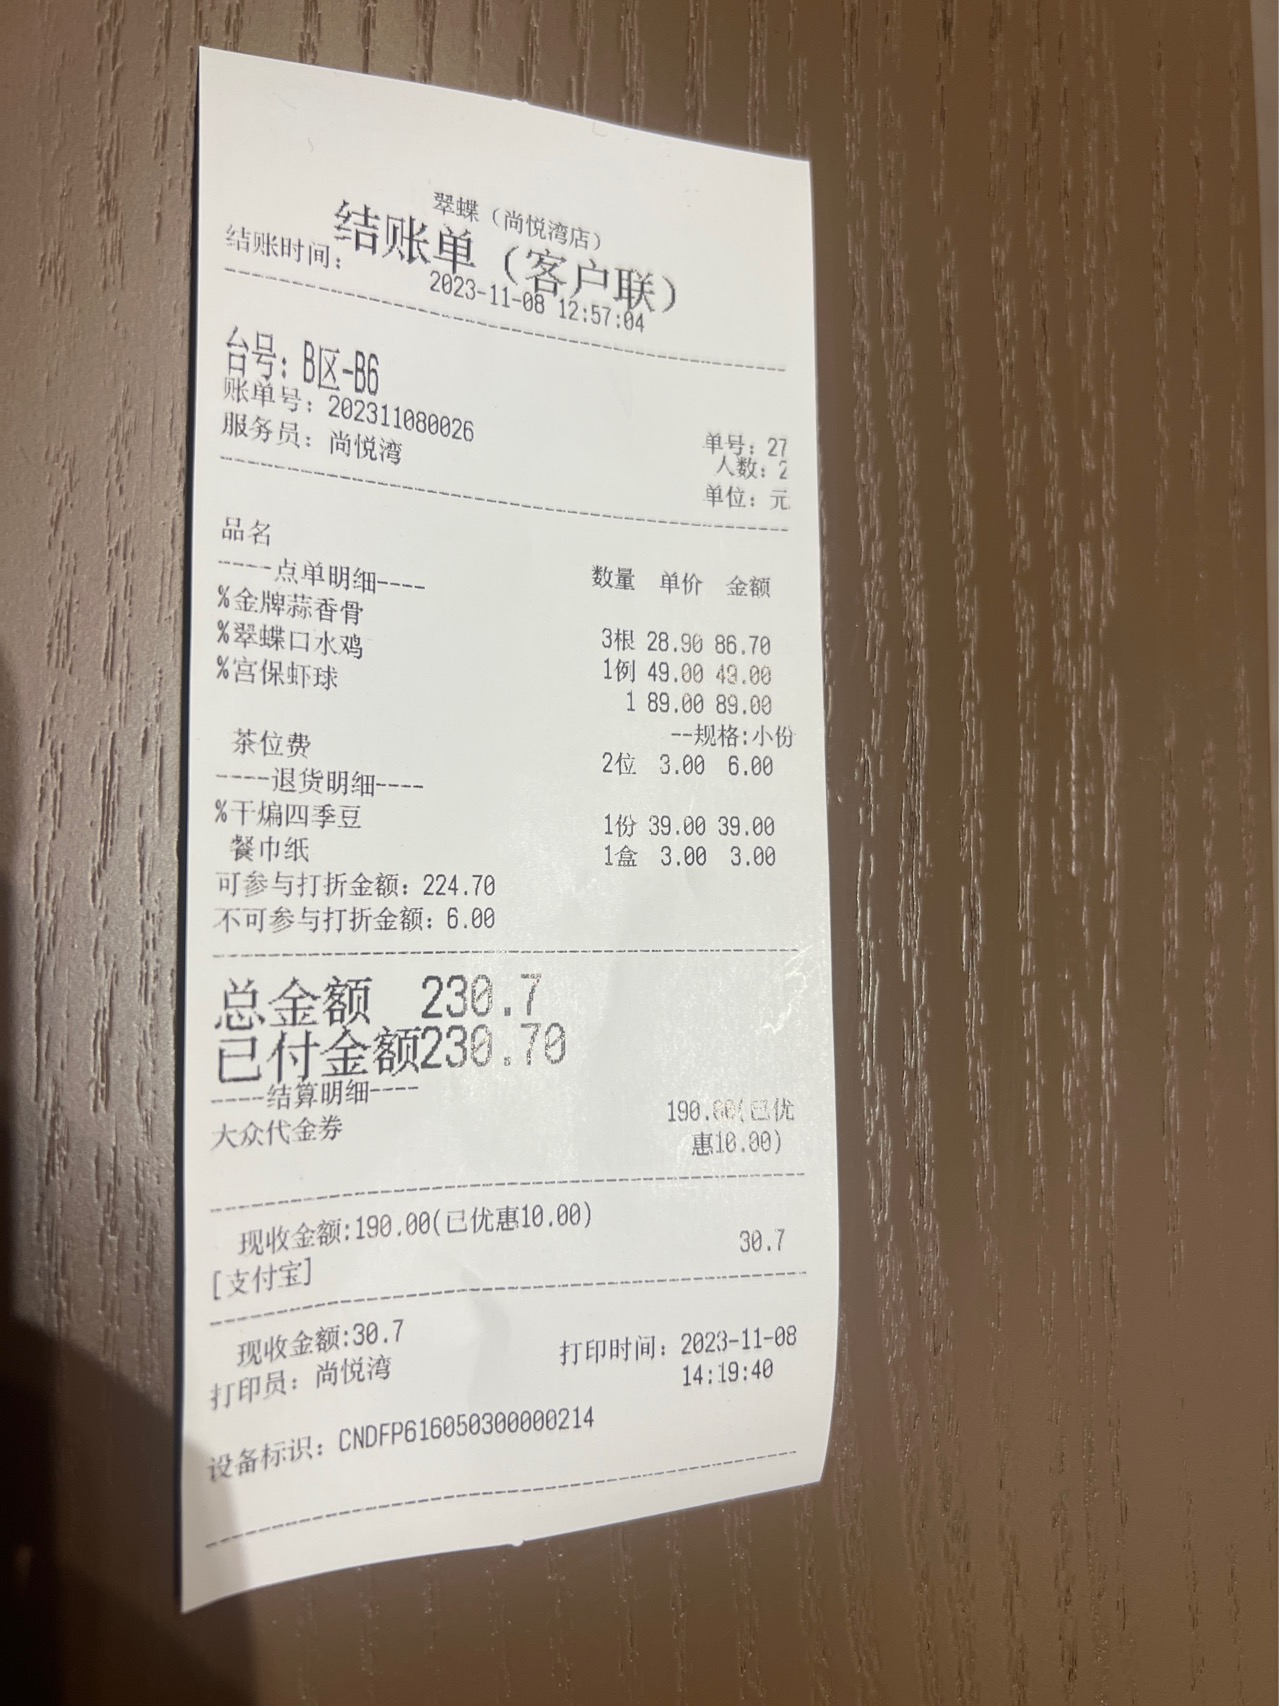 翠蝶（尚悦湾店）
结账单（客户联）
结账时间： 2023-11-08 12:57:04
台号：B区-B6
账单号：202311080026 单号：27
服务员：尚悦湾 人数：2
单位：元
品名 数量 单价 金额
----点单明细----
%金牌蒜香骨 3根 28.90 86.70
%翠蝶口水鸡 1例 49.00 49.00
%宫保虾球 1 89.00 89.00
--规格:小份
茶位费 2位 3.00 6.00
----退货明细----
%干煸四季豆 1份 39.00 39.00
餐巾纸 1盒 3.00 3.00
可参与打折金额：224.70
不可参与打折金额：6.00
总金额 230.7
已付金额230.70
----结算明细----
大众代金券 190.00(已优
惠10.00)
现收金额:190.00(已优惠10.00)
[支付宝] 30.7
现收金额:30.7
打印员：尚悦湾 打印时间：2023-11-08
14:19:40
设备标识：CNDFP616050300000214